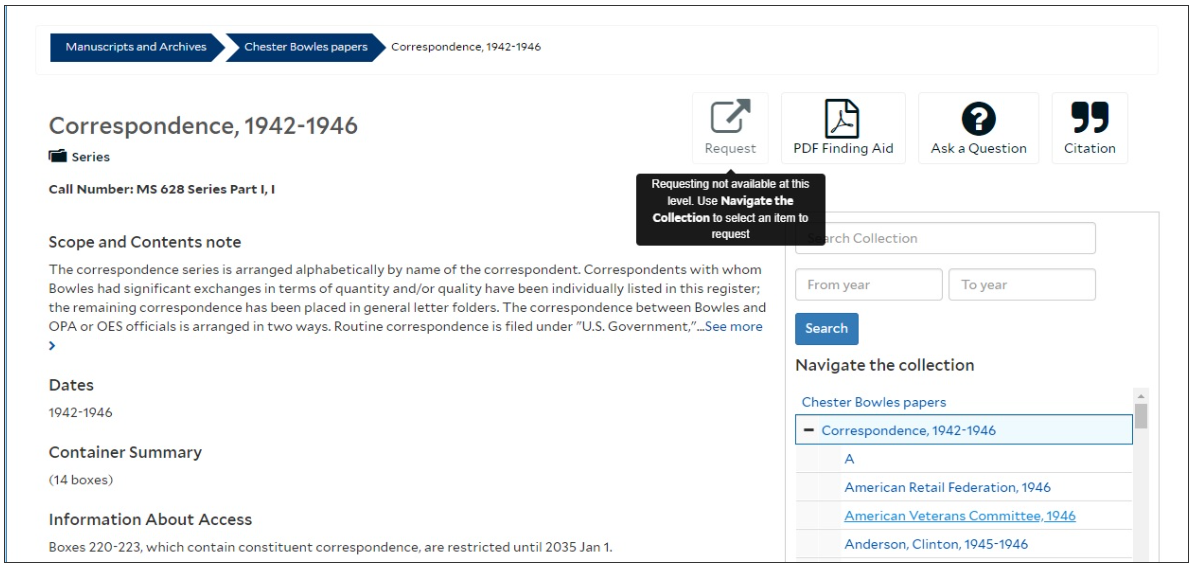 Manuscripts and Archives
Chester Bowles papers
Correspondence, 1942-1946
Correspondence, 1942-1946
Series
Call Number: MS 628 Series Part I, I
Request
PDF Finding Aid
Ask a Question
Citation
Requesting not available at this
level. Use Navigate the
Collection to select an item to
request
Scope and Contents note
The correspondence series is arranged alphabetically by name of the correspondent. Correspondents with whom
Bowles had significant exchanges in terms of quantity and/or quality have been individually listed in this register;
the remaining correspondence has been placed in general letter folders. The correspondence between Bowles and
OPA or OES officials is arranged in two ways. Routine correspondence is filed under "U.S. Government,"...See more
Dates
1942-1946
Container Summary
(14 boxes)
Information About Access
Boxes 220-223, which contain constituent correspondence, are restricted until 2035 Jan 1.
Search Collection
From year
To year
Search
Navigate the collection
Chester Bowles papers
Correspondence, 1942-1946
A
American Retail Federation, 1946
American Veterans Committee, 1946
Anderson, Clinton, 1945-1946